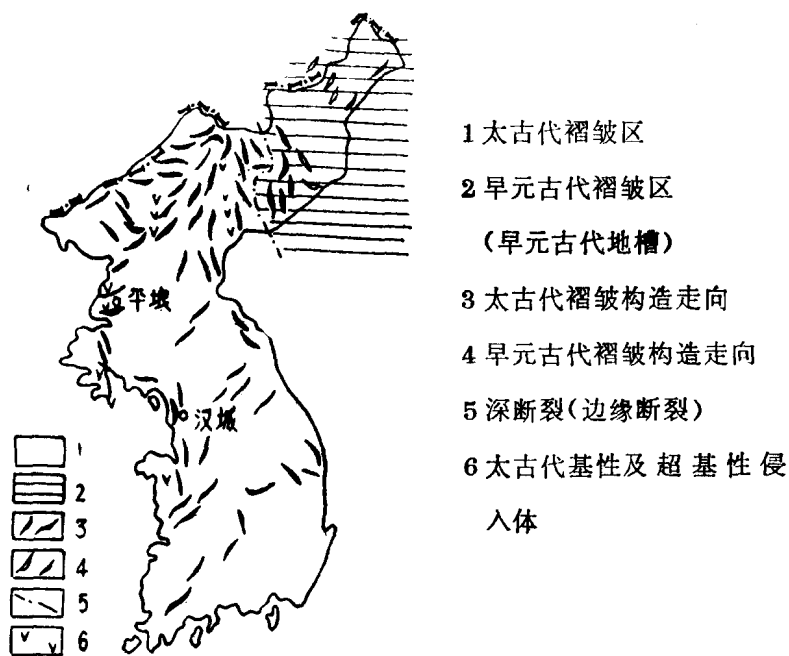 1 太古代褶皱区
2 早元古代褶皱区
（早元古代地槽）
3 太古代褶皱构造走向
4 早元古代褶皱构造走向
5 深断裂（边缘断裂）
6 太古代基性及超基性侵
入体
平壤
汉城
1
2
3
4
5
6